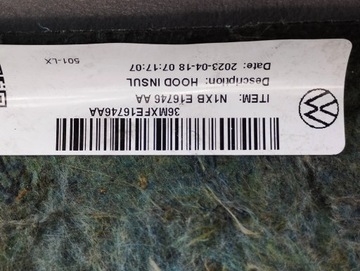 36MXFE16746AA
ITEM: N1XB E16746 AA
Description: HOOD INSUL
Date: 2023-04-18 07:17:07
501-LX